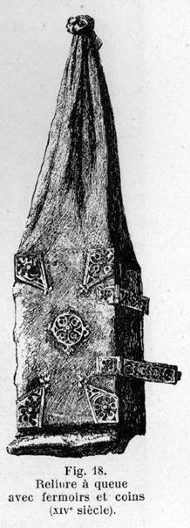 Fig. 18.
Reliure à queue
avec fermoirs et coins
(XIVe siècle).